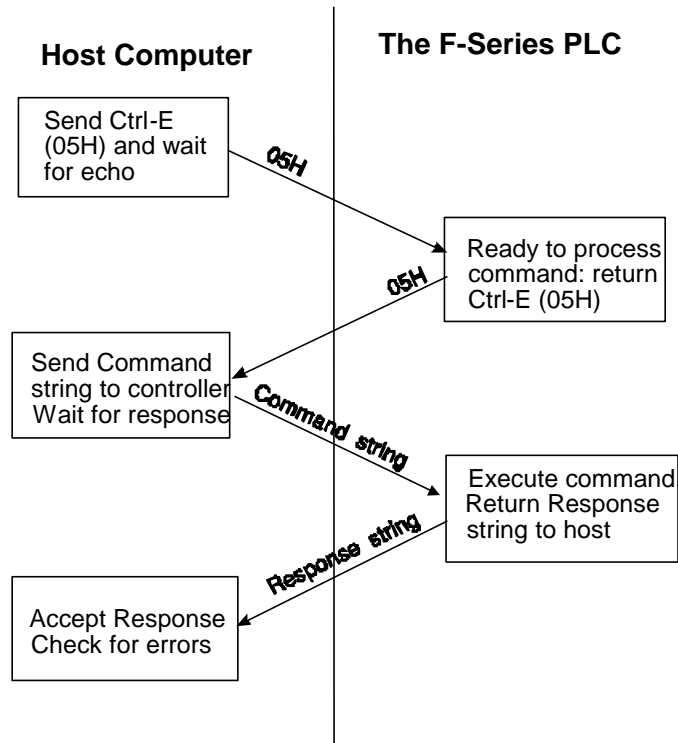 Host Computer
The F-Series PLC
Send Ctrl-E
(05H) and wait
for echo
05H
Ready to process
command: return
Ctrl-E (05H)
05H
Send Command
string to controller
Wait for response
Command string
Execute command
Return Response
string to host
Response string
Accept Response
Check for errors